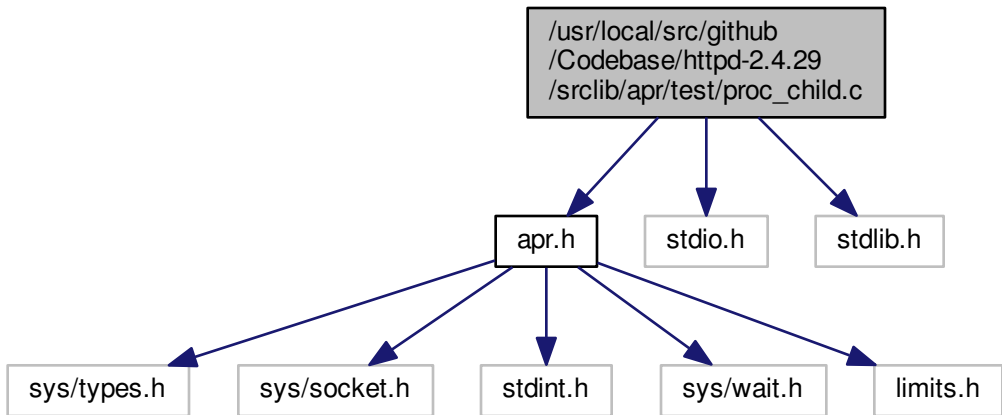 /usr/local/src/github
/Codebase/httpd-2.4.29
/srclib/apr/test/proc_child.c
apr.h
stdio.h
stdlib.h
sys/types.h
sys/socket.h
stdint.h
sys/wait.h
limits.h